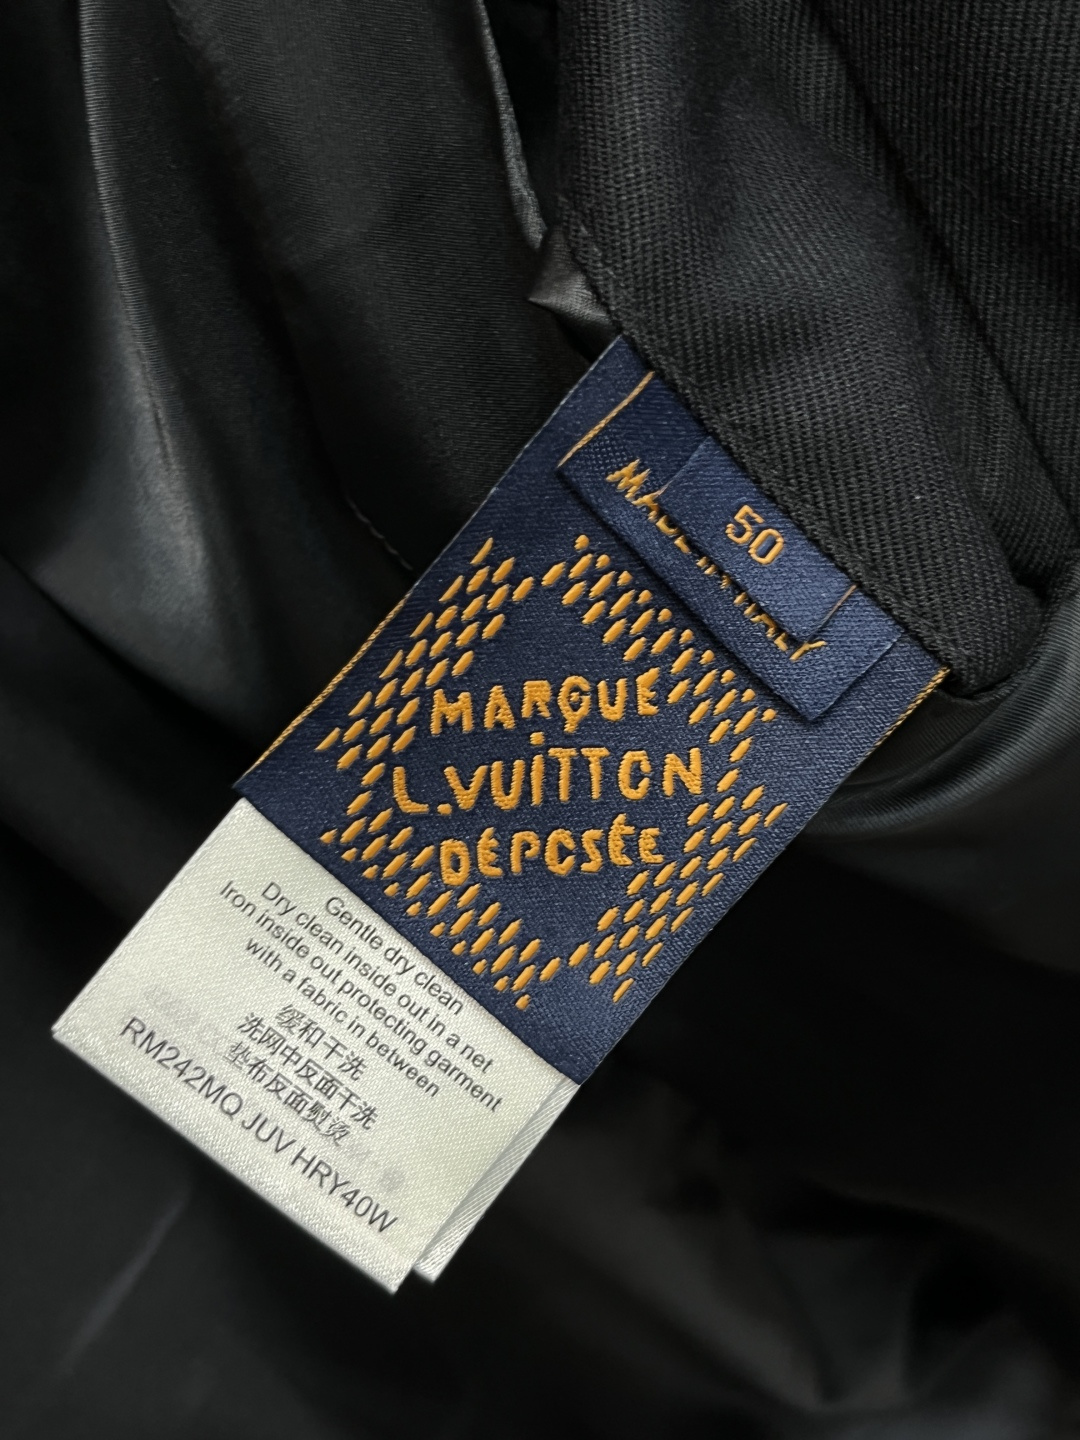 50
MADE IN ITALY
MARQUE
L.VUITTON
DÉPOSÉE
Gentle dry clean
Dry clean inside out in a net
Iron inside out protecting garment
with a fabric in between
缓和干洗
洗网中反面干洗
垫布反面熨烫
RM242MQ JUV HRY40W